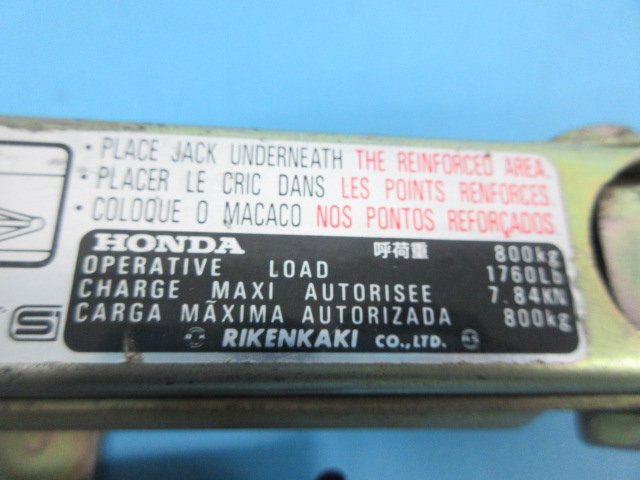 · PLACE JACK UNDERNEATH THE REINFORCED AREA.
· PLACER LE CRIC DANS LES POINTS RENFORCES.
· COLOQUE O MACACO NOS PONTOS REFORÇADOS
HONDA 呼荷重 800kg
OPERATIVE LOAD 1760Lb
CHARGE MAXI AUTORISEE 7.84KN
CARGA MÃXIMA AUTORIZADA 800kg
RIKENKAKI CO.,LTD.